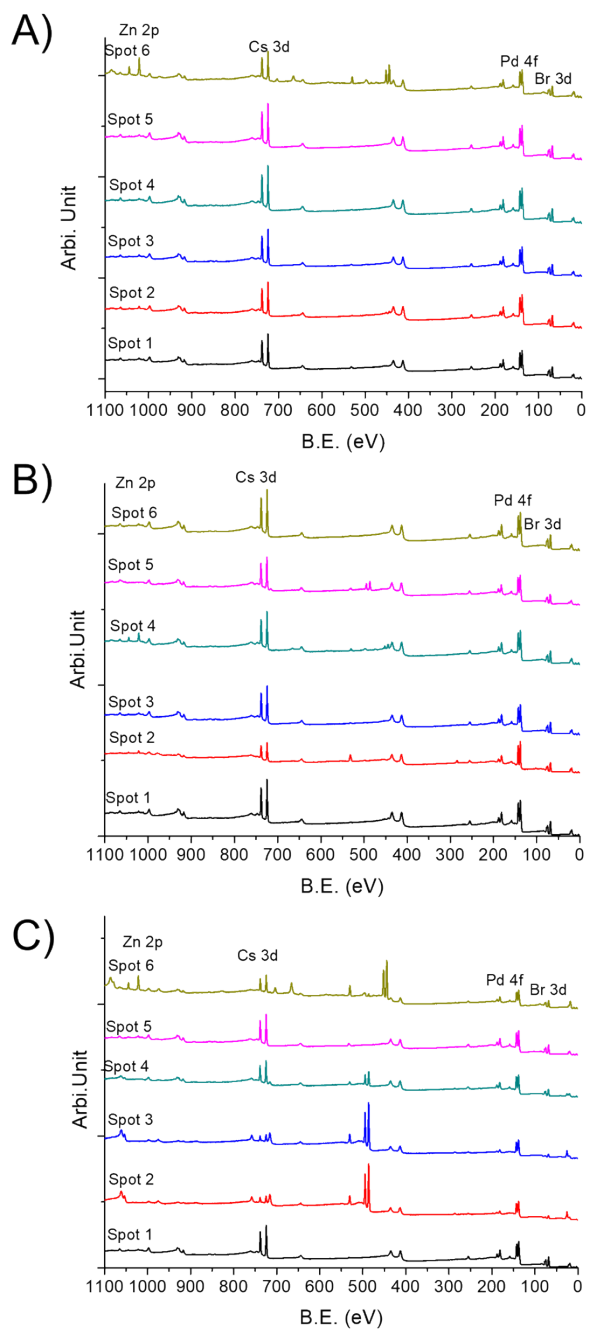 A)
Zn 2p
Spot 6
Cs 3d
Pd 4f
Br 3d
Spot 5
Spot 4
Spot 3
Spot 2
Spot 1
Arbi. Unit
1100 1000 900 800 700 600 500 400 300 200 100 0
B.E. (eV)
B)
Zn 2p
Cs 3d
Spot 6
Pd 4f
Br 3d
Spot 5
Spot 4
Spot 3
Spot 2
Spot 1
Arbi.Unit
1100 1000 900 800 700 600 500 400 300 200 100 0
B.E. (eV)
C)
Zn 2p
Cs 3d
Spot 6
Pd 4f
Br 3d
Spot 5
Spot 4
Spot 3
Spot 2
Spot 1
Arbi.Unit
1100 1000 900 800 700 600 500 400 300 200 100 0
B.E. (eV)